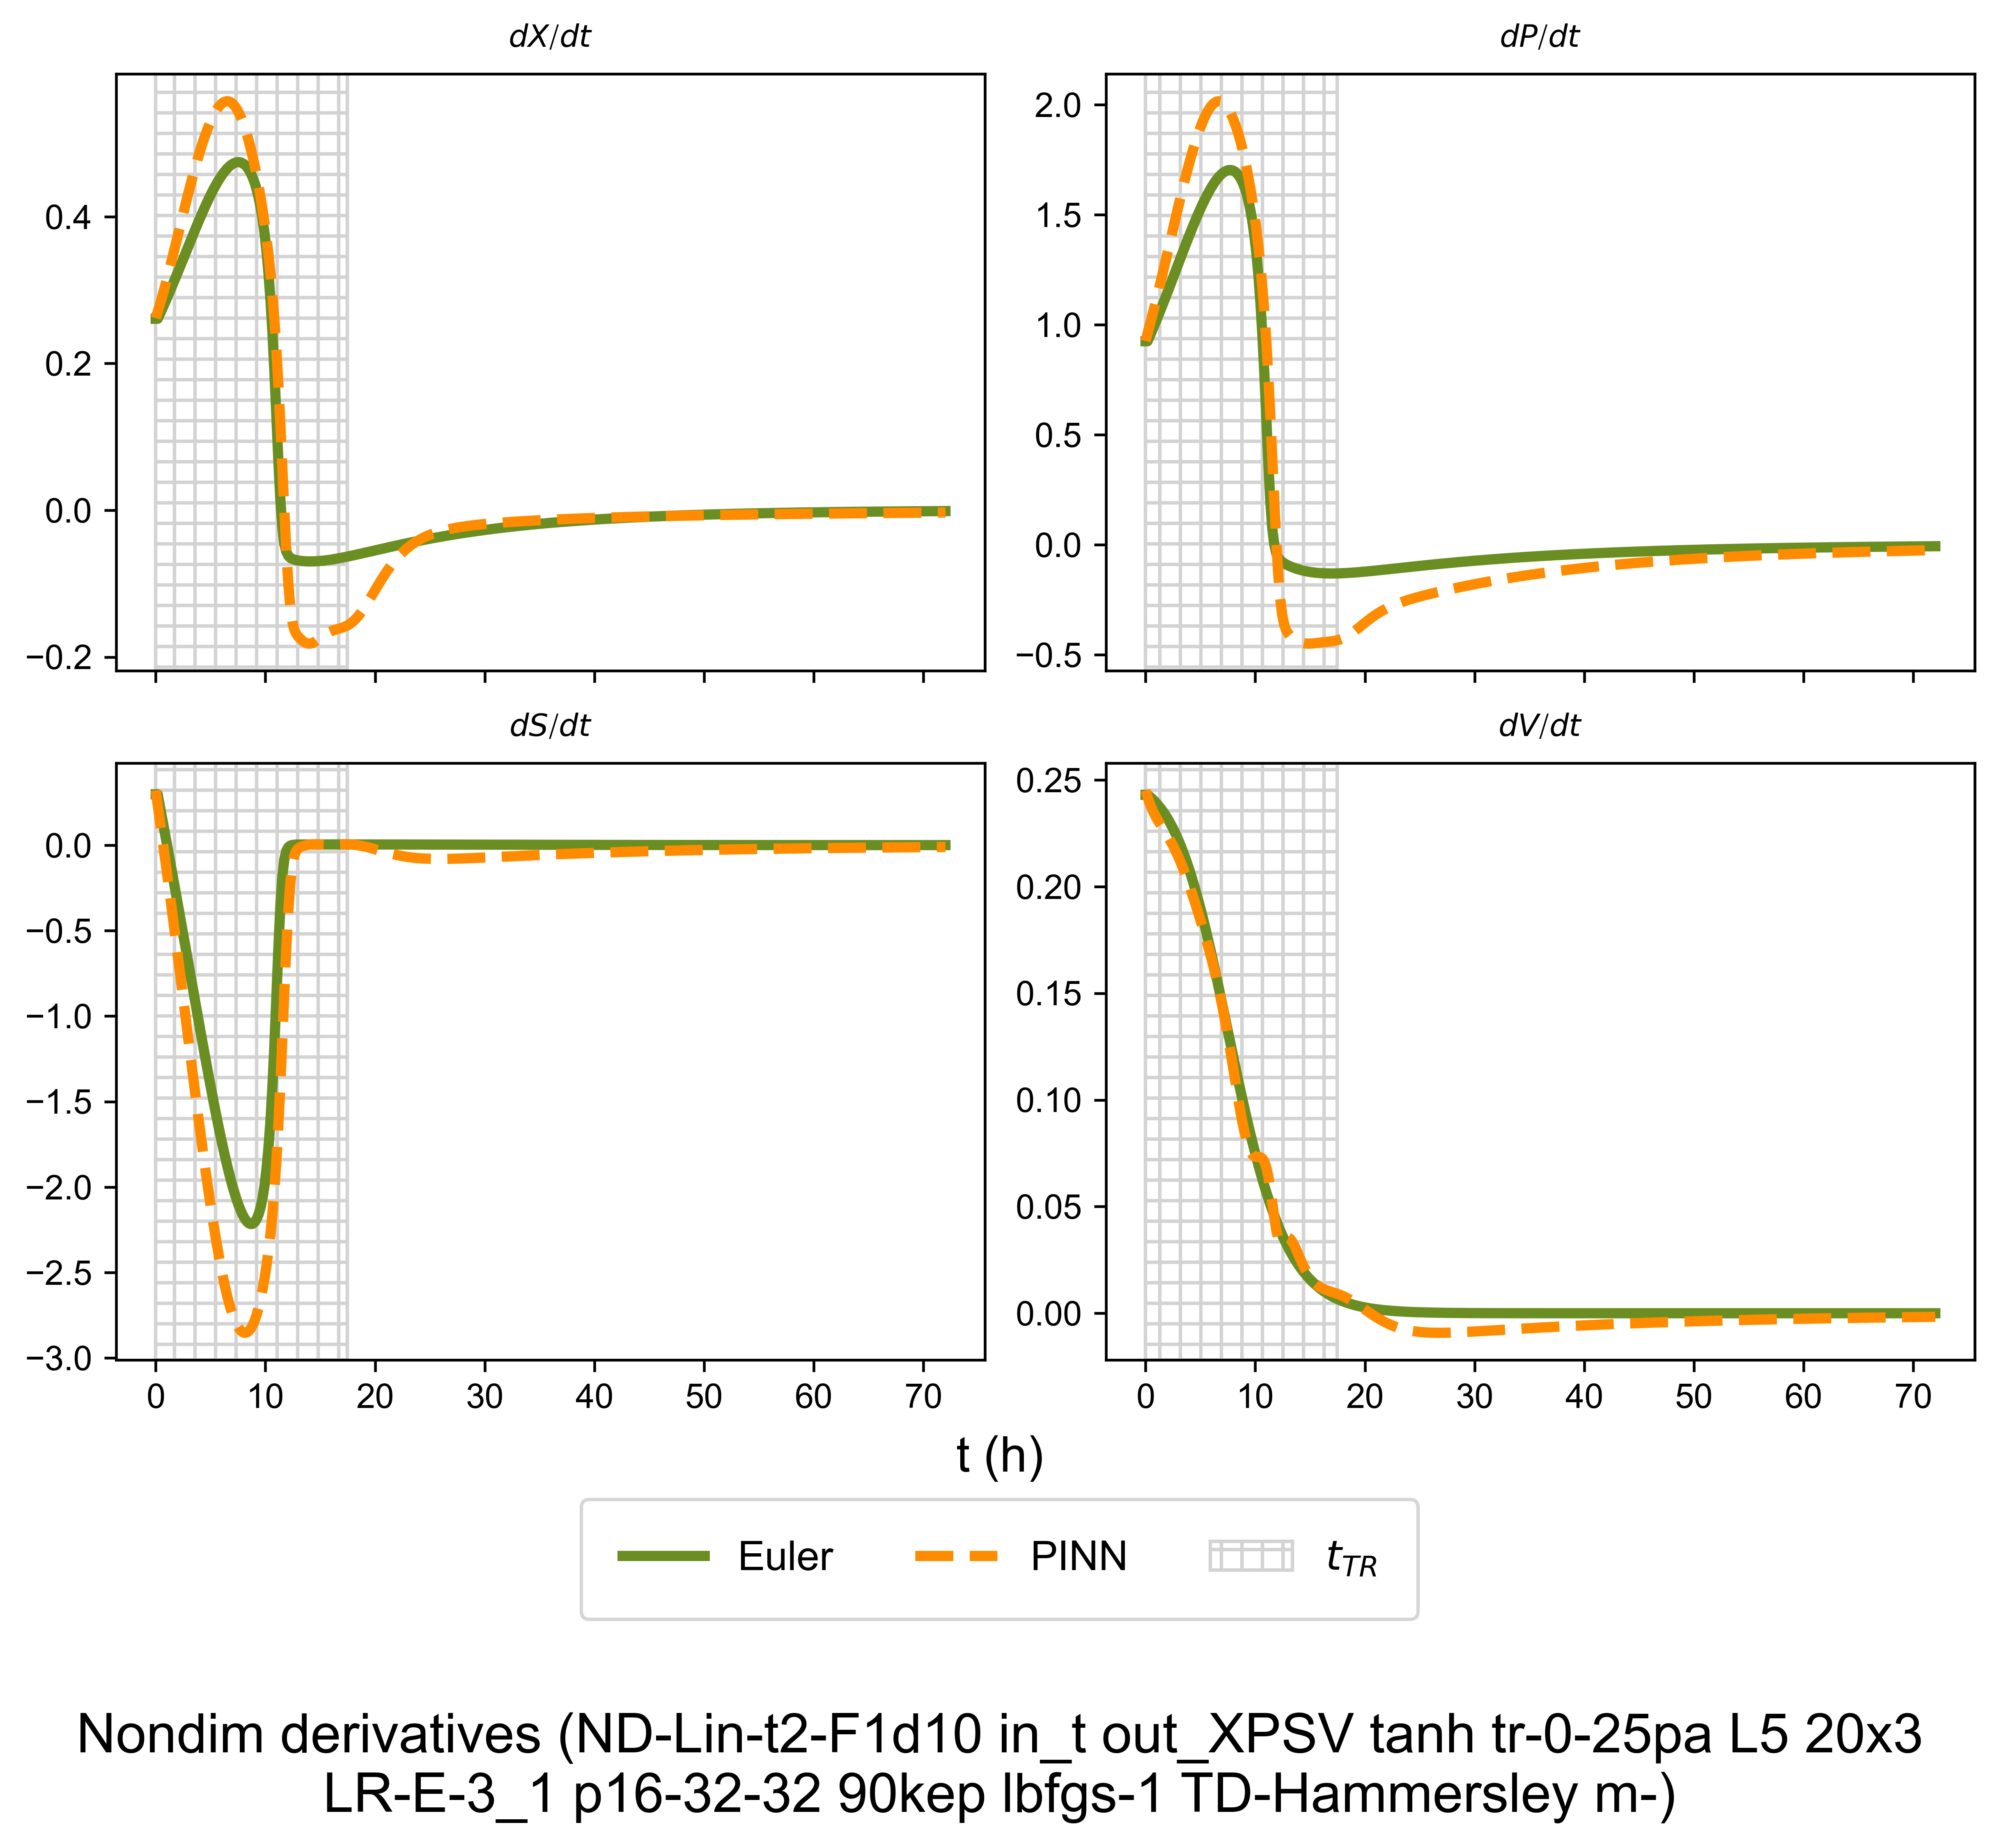 dX/dt
dP/dt
0.4
0.2
0.0
−0.2
2.0
1.5
1.0
0.5
0.0
−0.5
dS/dt
dV/dt
0.0
−0.5
−1.0
−1.5
−2.0
−2.5
−3.0
0.25
0.20
0.15
0.10
0.05
0.00
0 10 20 30 40 50 60 70
0 10 20 30 40 50 60 70
t (h)
Euler PINN t_{TR}
Nondim derivatives (ND-Lin-t2-F1d10 in_t out_XPSV tanh tr-0-25pa L5 20x3
LR-E-3_1 p16-32-32 90kep lbfgs-1 TD-Hammersley m-)